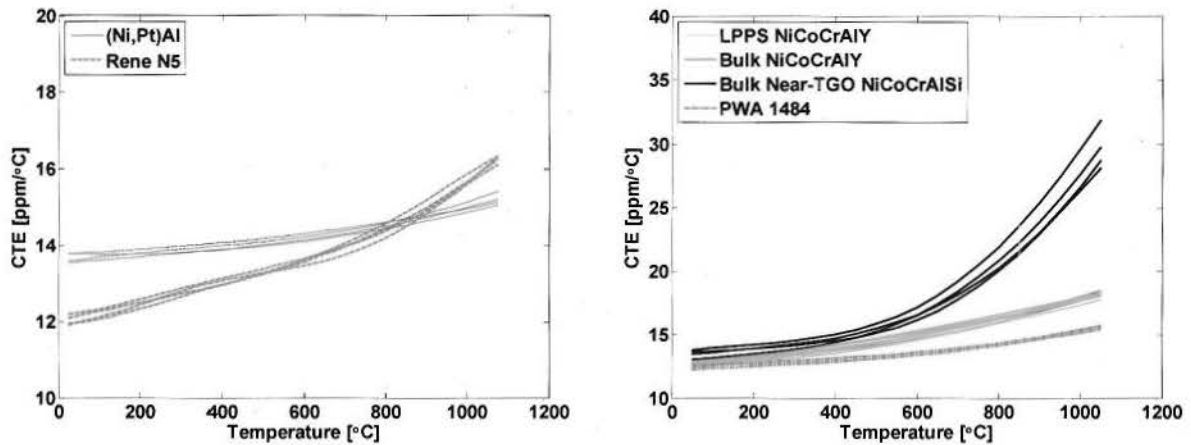 (Ni,Pt)Al
Rene N5
CTE [ppm/°C]
20
18
16
14
12
10
0
200
400
600
800
1000
1200
Temperature [°C]
LPPS NiCoCrAlY
Bulk NiCoCrAlY
Bulk Near-TGO NiCoCrAlSi
PWA 1484
CTE [ppm/°C]
40
35
30
25
20
15
10
0
200
400
600
800
1000
1200
Temperature [°C]